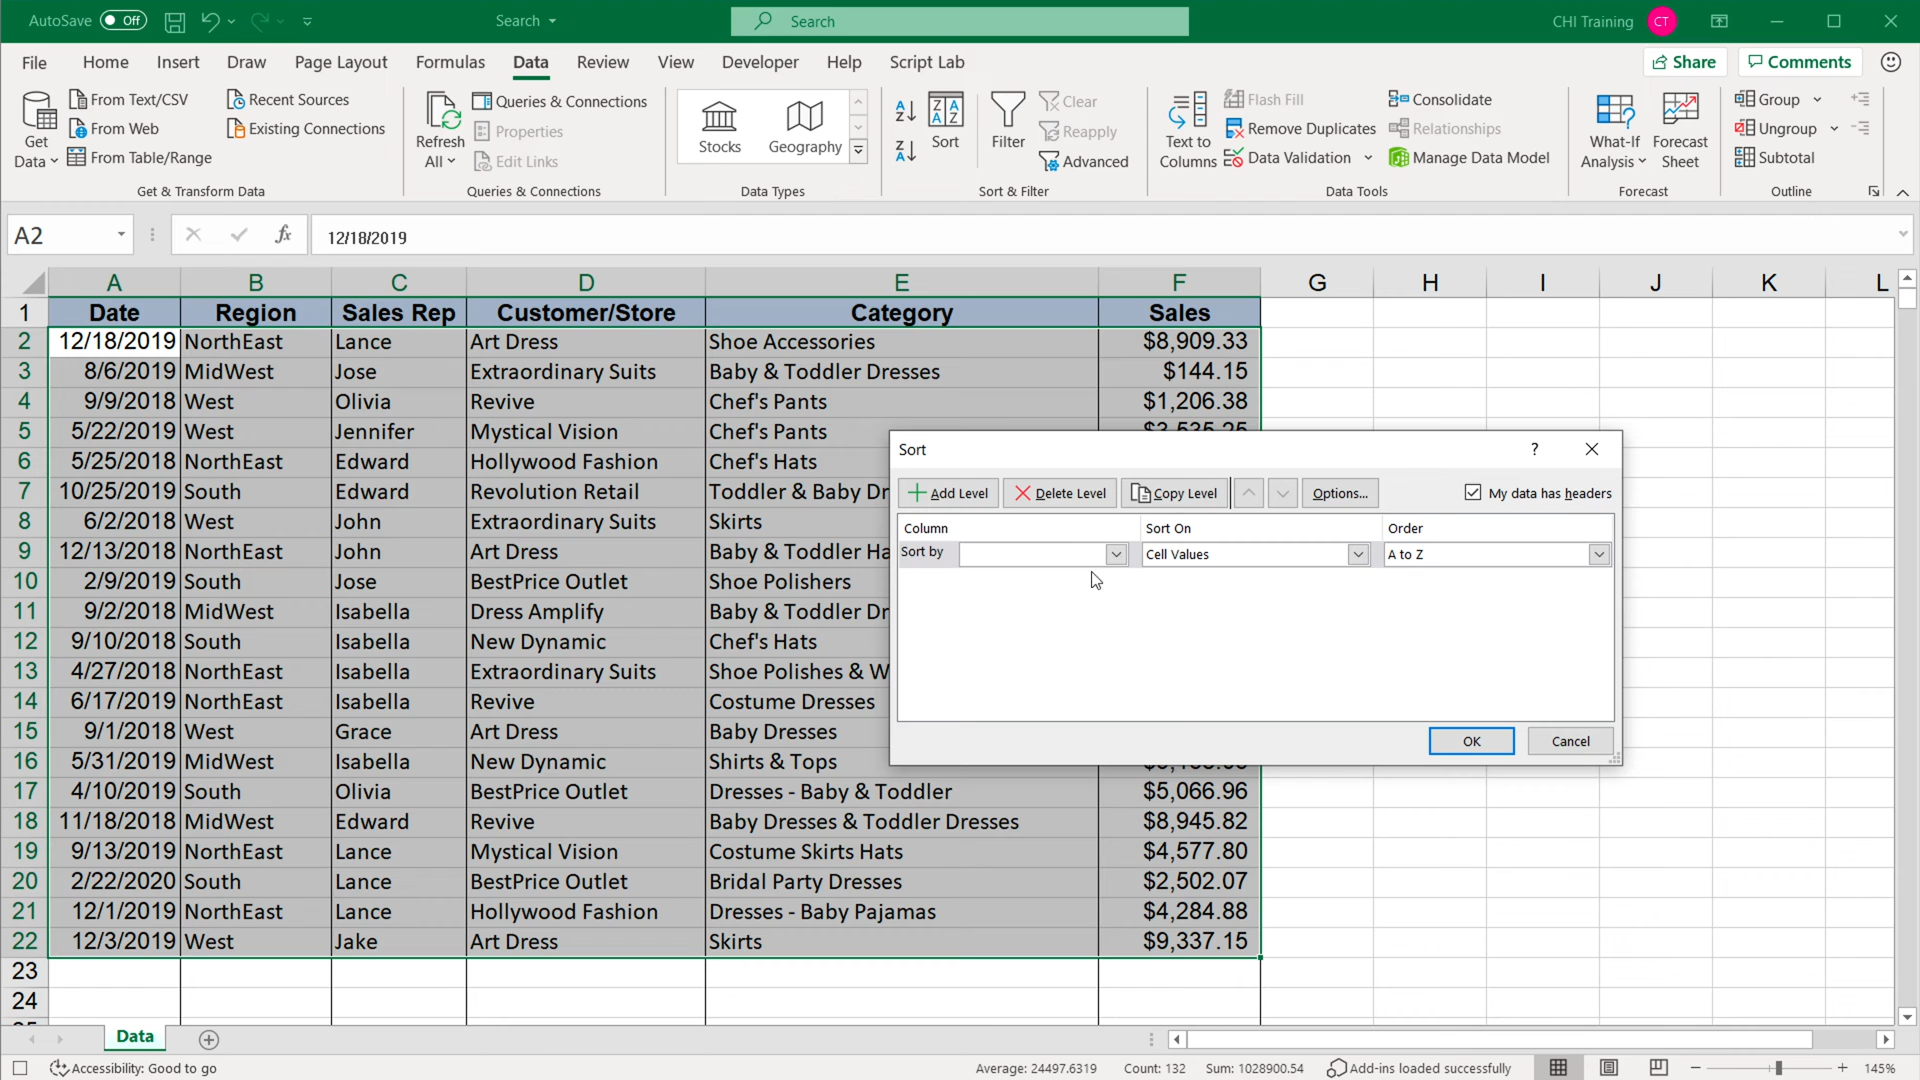 AutoSave Off Search Search CHI Training CT
File Home Insert Draw Page Layout Formulas Data Review View Developer Help Script Lab Share Comments
Get Data From Text/CSV From Web From Table/Range Recent Sources Existing Connections
Get & Transform Data
Refresh All Queries & Connections Properties Edit Links
Queries & Connections
Stocks Geography
Data Types
Sort Filter Clear Reapply Advanced
Sort & Filter
Text to Columns Flash Fill Remove Duplicates Data Validation Consolidate Relationships Manage Data Model
Data Tools
What-If Analysis Forecast Sheet
Forecast
Group Ungroup Subtotal
Outline
A2 fx 12/18/2019
A B C D E F G H I J K L
1 Date Region Sales Rep Customer/Store Category Sales
2 12/18/2019 NorthEast Lance Art Dress Shoe Accessories $8,909.33
3 8/6/2019 MidWest Jose Extraordinary Suits Baby & Toddler Dresses $144.15
4 9/9/2018 West Olivia Revive Chef's Pants $1,206.38
5 5/22/2019 West Jennifer Mystical Vision Chef's Pants
6 5/25/2018 NorthEast Edward Hollywood Fashion Chef's Hats
7 10/25/2019 South Edward Revolution Retail Toddler & Baby Dr
8 6/2/2018 West John Extraordinary Suits Skirts
9 12/13/2018 NorthEast John Art Dress Baby & Toddler Ha
10 2/9/2019 South Jose BestPrice Outlet Shoe Polishers
11 9/2/2018 MidWest Isabella Dress Amplify Baby & Toddler Dr
12 9/10/2018 South Isabella New Dynamic Chef's Hats
13 4/27/2018 NorthEast Isabella Extraordinary Suits Shoe Polishes & W
14 6/17/2019 NorthEast Isabella Revive Costume Dresses
15 9/1/2018 West Grace Art Dress Baby Dresses
16 5/31/2019 MidWest Isabella New Dynamic Shirts & Tops
17 4/10/2019 South Olivia BestPrice Outlet Dresses - Baby & Toddler $5,066.96
18 11/18/2018 MidWest Edward Revive Baby Dresses & Toddler Dresses $8,945.82
19 9/13/2019 NorthEast Lance Mystical Vision Costume Skirts Hats $4,577.80
20 2/22/2020 South Lance BestPrice Outlet Bridal Party Dresses $2,502.07
21 12/1/2019 NorthEast Lance Hollywood Fashion Dresses - Baby Pajamas $4,284.88
22 12/3/2019 West Jake Art Dress Skirts $9,337.15
23
24
Sort ?
Add Level Delete Level Copy Level Options... My data has headers
Column Sort On Order
Sort by Cell Values A to Z
OK Cancel
Data
Accessibility: Good to go Average: 24497.6319 Count: 132 Sum: 1028900.54 Add-ins loaded successfully 145%